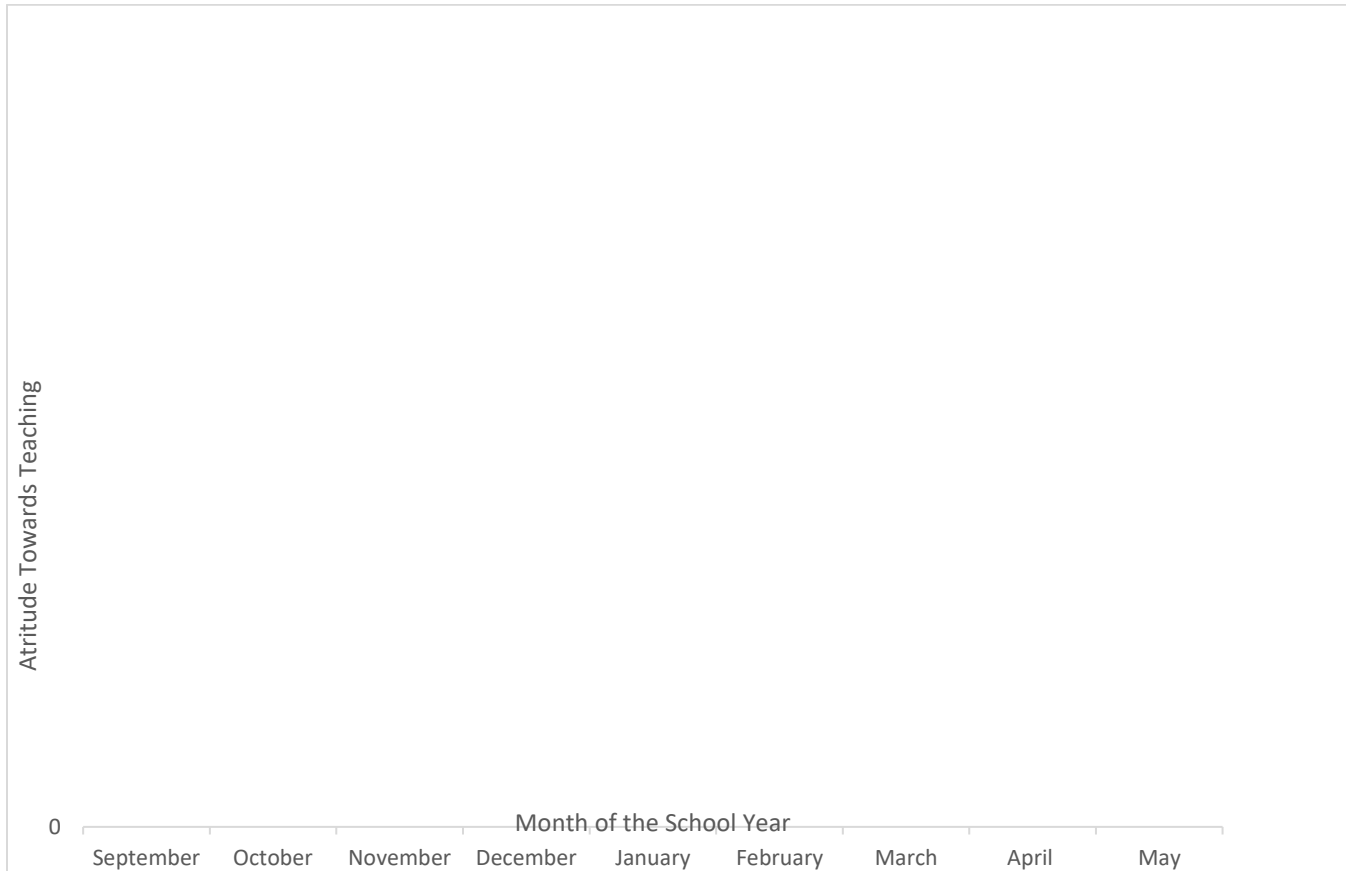 Atritude Towards Teaching
0
Month of the School Year
September October November December January February March April May